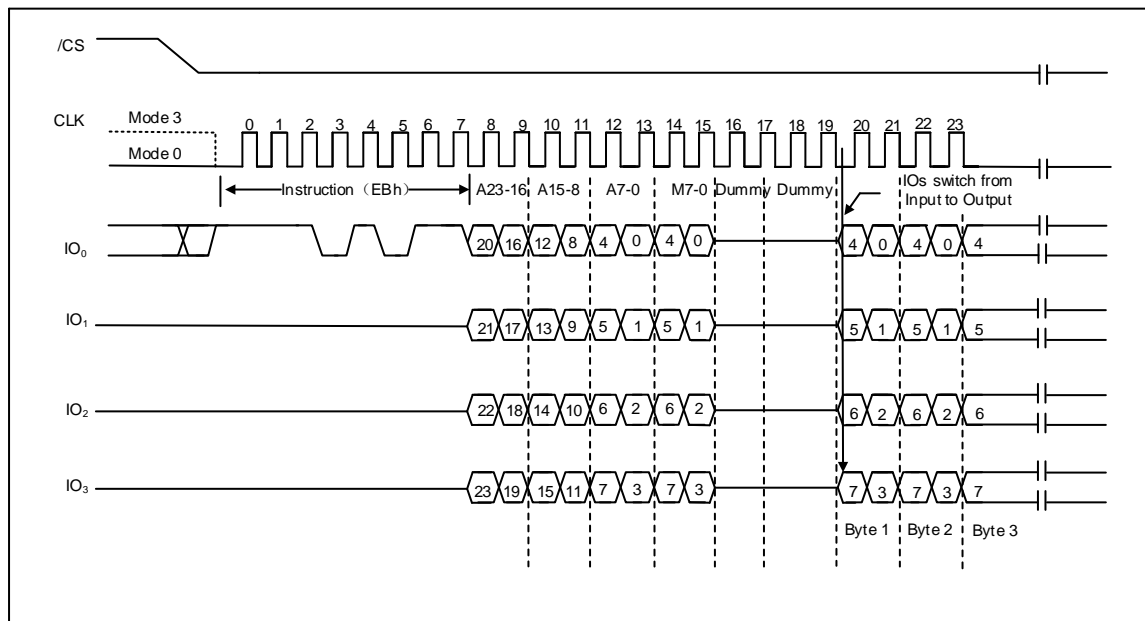 /CS
CLK
Mode 3
Mode 0
0 1 2 3 4 5 6 7 8 9 10 11 12 13 14 15 16 17 18 19 20 21 22 23
Instruction（EBh） A23-16 A15-8 A7-0 M7-0 Dummy Dummy
IOs switch from
Input to Output
IO₀ 20 16 12 8 4 0 4 0 4 0 4 0 4
IO₁ 21 17 13 9 5 1 5 1 5 1 5 1 5
IO₂ 22 18 14 10 6 2 6 2 6 2 6 2 6
IO₃ 23 19 15 11 7 3 7 3 7 3 7 3 7
Byte 1 Byte 2 Byte 3